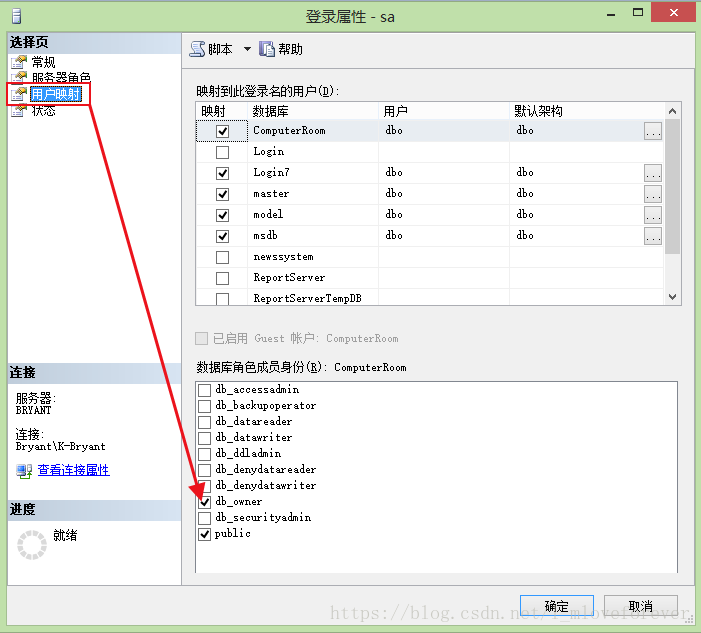 登录属性 - sa
选择页
常规
服务器角色
用户映射
状态
脚本
帮助
映射到此登录名的用户(D):
映射 数据库 用户 默认架构
ComputerRoom dbo dbo ...
Login
Login7 dbo dbo ...
master dbo dbo ...
model dbo dbo ...
msdb dbo dbo ...
newssystem
ReportServer
ReportServerTempDB
已启用 Guest 帐户: ComputerRoom
数据库角色成员身份(R): ComputerRoom
db_accessadmin
db_backupoperator
db_datareader
db_datawriter
db_ddladmin
db_denydatareader
db_denydatawriter
db_owner
db_securityadmin
public
连接
服务器:
BRYANT
连接:
Bryant\K-Bryant
查看连接属性
进度
就绪
确定 取消